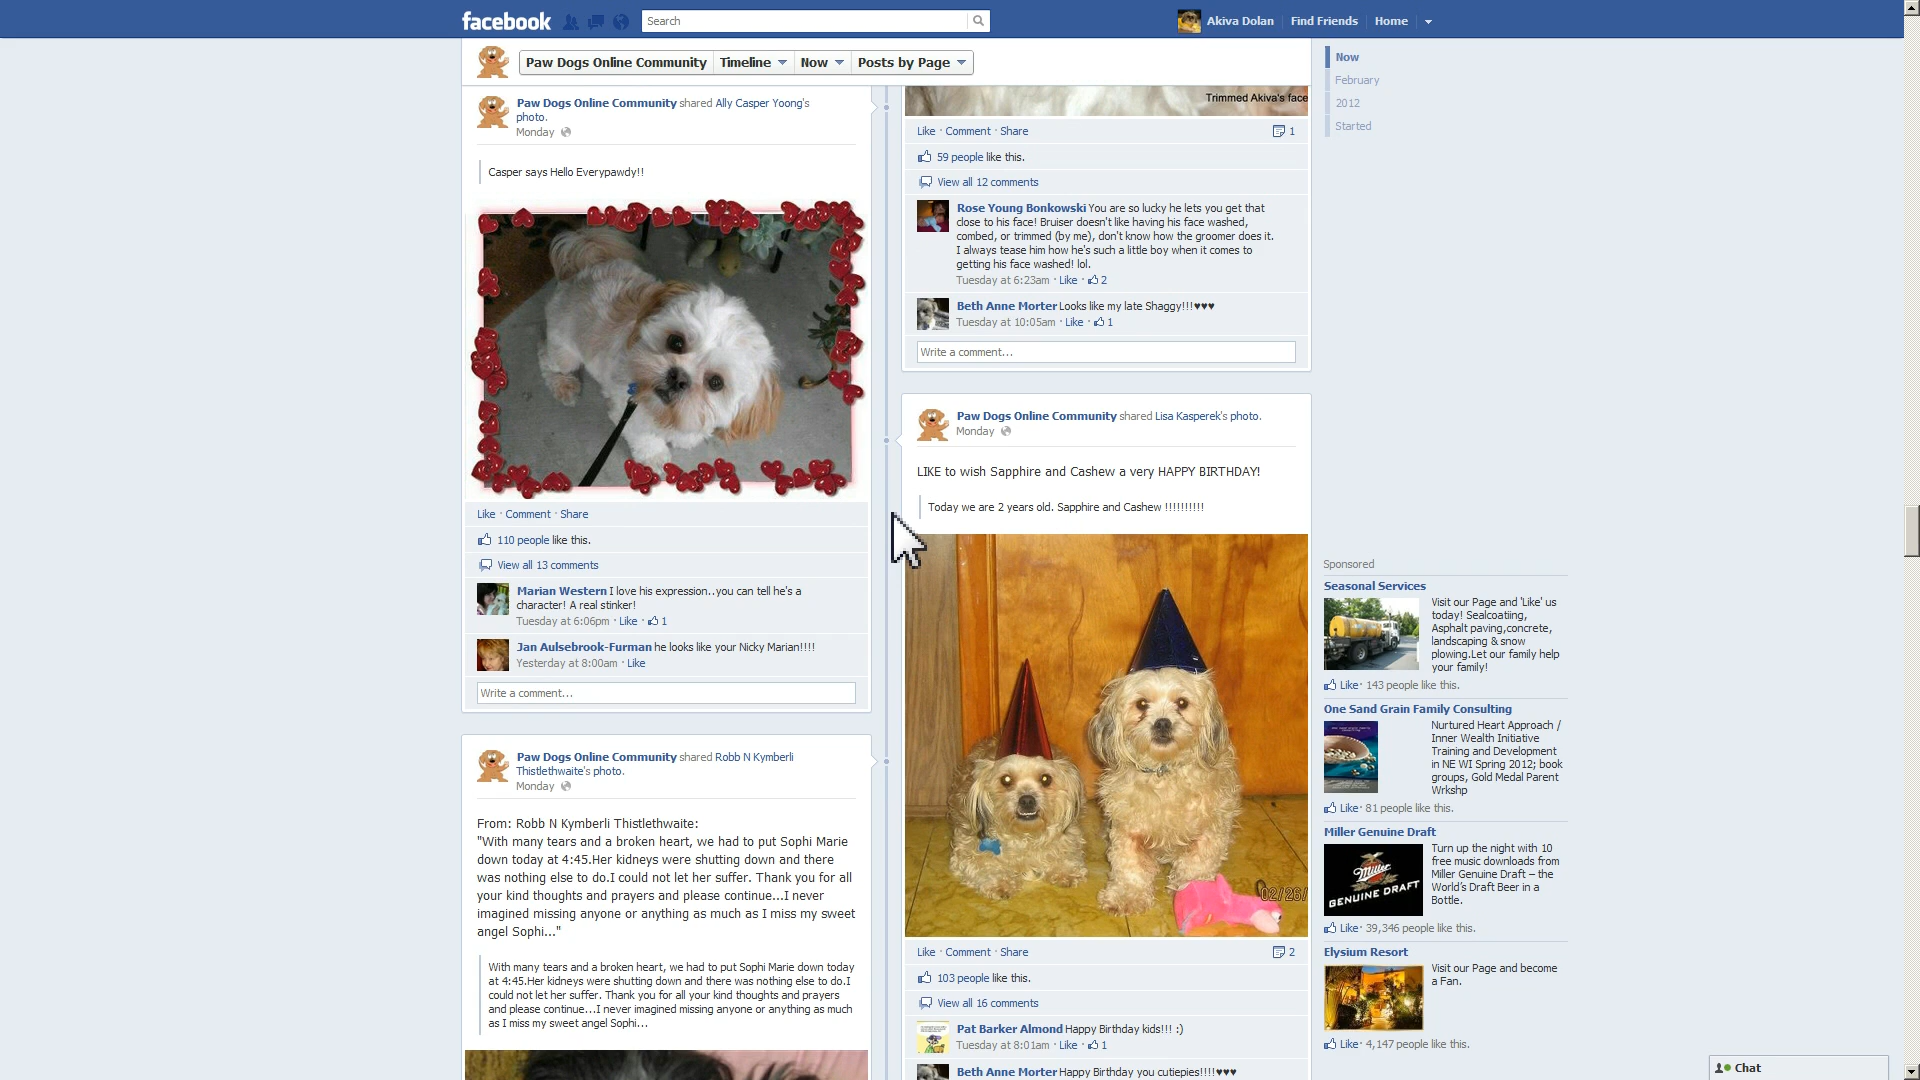 facebook
Search
Akiva Dolan
Find Friends
Home
Paw Dogs Online Community
Timeline
Now
Posts by Page
Now
February
2012
Started
Paw Dogs Online Community shared Ally Casper Yoong's
photo.
Monday
Casper says Hello Everypawdy!!
Like · Comment · Share
110 people like this.
View all 13 comments
Marian Western I love his expression..you can tell he's a
character! A real stinker!
Tuesday at 6:06pm · Like · 1
Jan Aulsebrook-Furman he looks like your Nicky Marian!!!!
Yesterday at 8:00am · Like
Write a comment...
Paw Dogs Online Community shared Robb N Kymberli
Thistlethwaite's photo.
Monday
From: Robb N Kymberli Thistlethwaite:
"With many tears and a broken heart, we had to put Sophi Marie
down today at 4:45.Her kidneys were shutting down and there
was nothing else to do.I could not let her suffer. Thank you for all
your kind thoughts and prayers and please continue...I never
imagined missing anyone or anything as much as I miss my sweet
angel Sophi..."
With many tears and a broken heart, we had to put Sophi Marie down today
at 4:45.Her kidneys were shutting down and there was nothing else to do.I
could not let her suffer. Thank you for all your kind thoughts and prayers
and please continue...I never imagined missing anyone or anything as much
as I miss my sweet angel Sophi...
Trimmed Akiva's face
Like · Comment · Share
1
59 people like this.
View all 12 comments
Rose Young Bonkowski You are so lucky he lets you get that
close to his face! Bruiser doesn't like having his face washed,
combed, or trimmed (by me), don't know how the groomer does it.
I always tease him how he's such a little boy when it comes to
getting his face washed! lol.
Tuesday at 6:23am · Like · 2
Beth Anne Morter Looks like my late Shaggy!!!♥♥♥
Tuesday at 10:05am · Like · 1
Write a comment...
Paw Dogs Online Community shared Lisa Kasperek's photo.
Monday
LIKE to wish Sapphire and Cashew a very HAPPY BIRTHDAY!
Today we are 2 years old. Sapphire and Cashew !!!!!!!!!!
02/26/
Like · Comment · Share
2
103 people like this.
View all 16 comments
Pat Barker Almond Happy Birthday kids!!! :)
Tuesday at 8:01am · Like · 1
Beth Anne Morter Happy Birthday you cutiepies!!!!♥♥♥
Sponsored
Seasonal Services
Visit our Page and 'Like' us
today! Sealcoatiing,
Asphalt paving,concrete,
landscaping & snow
plowing.Let our family help
your family!
Like · 143 people like this.
One Sand Grain Family Consulting
Nurtured Heart Approach /
Inner Wealth Initiative
Training and Development
in NE WI Spring 2012; book
groups, Gold Medal Parent
Wrkshp
Like · 81 people like this.
Miller Genuine Draft
Miller
GENUINE DRAFT
Turn up the night with 10
free music downloads from
Miller Genuine Draft – the
World's Draft Beer in a
Bottle.
Like · 39,346 people like this.
Elysium Resort
Visit our Page and become
a Fan.
Like · 4,147 people like this.
Chat